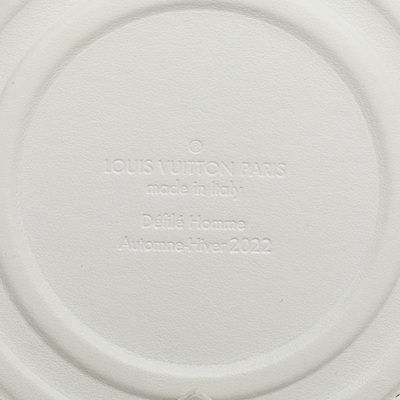 LOUIS VUITTON PARIS
made in Italy
Défilé Homme
Automne-Hiver 2022